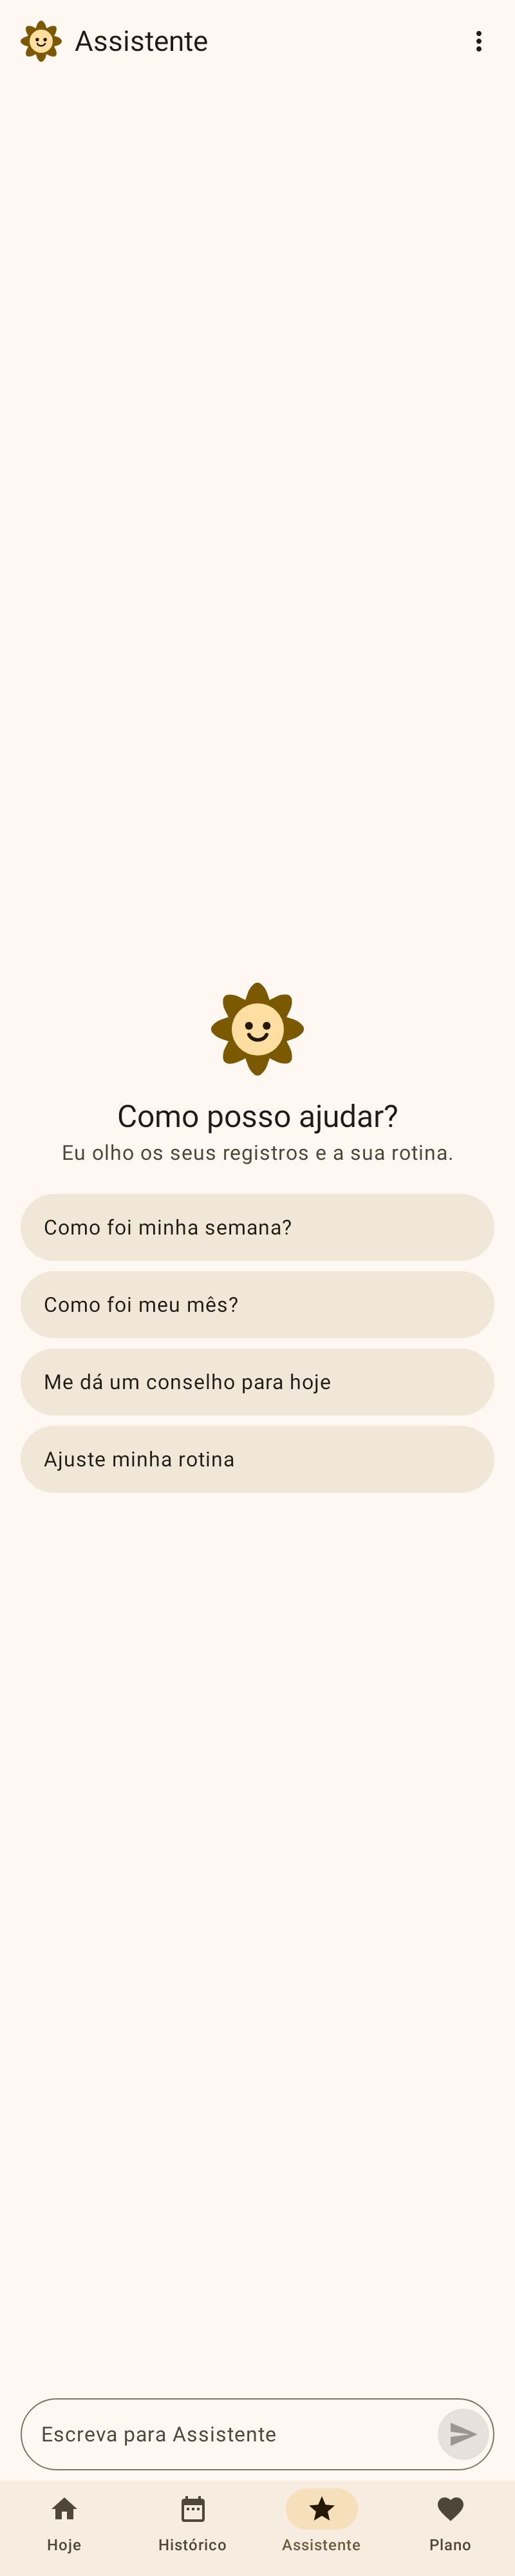 Assistente
Como posso ajudar?
Eu olho os seus registros e a sua rotina.
Como foi minha semana?
Como foi meu mês?
Me dá um conselho para hoje
Ajuste minha rotina
Escreva para Assistente
Hoje
Histórico
Assistente
Plano